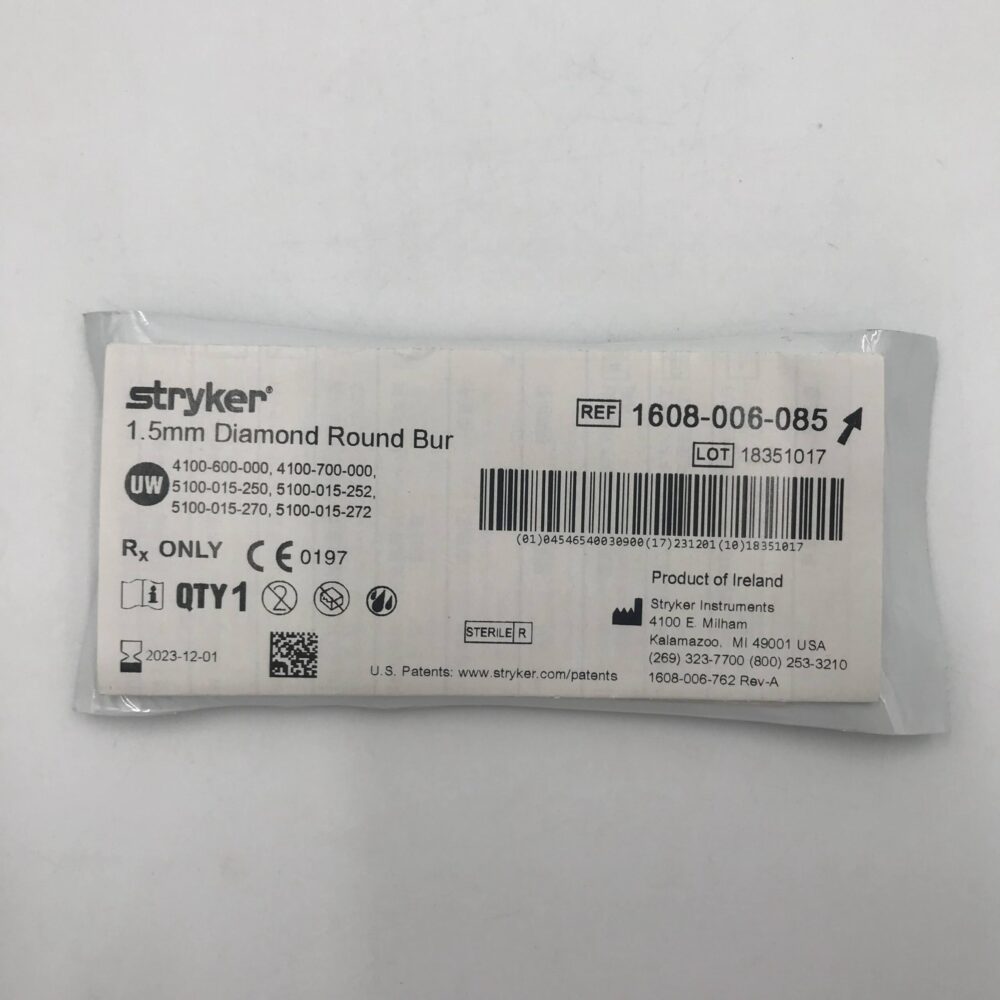 stryker®
1.5mm Diamond Round Bur
UW
4100-600-000, 4100-700-000,
5100-015-250, 5100-015-252,
5100-015-270, 5100-015-272
Rx ONLY CE 0197
i QTY 1 2
2023-12-01
REF 1608-006-085
LOT 18351017
(01)04546540030900(17)231201(10)18351017
Product of Ireland
Stryker Instruments
4100 E. Milham
Kalamazoo, MI 49001 USA
(269) 323-7700 (800) 253-3210
1608-006-762 Rev-A
STERILE R
U.S. Patents: www.stryker.com/patents